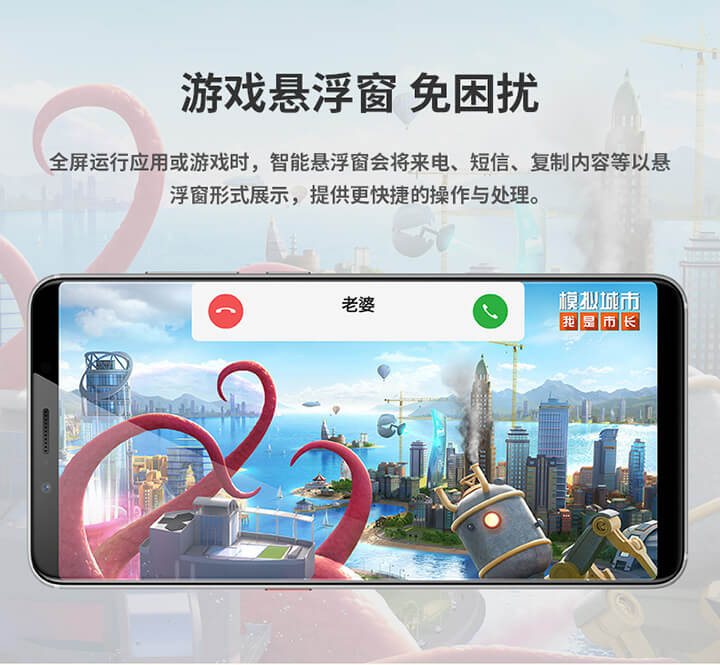 游戏悬浮窗 免困扰
全屏运行应用或游戏时，智能悬浮窗会将来电、短信、复制内容等以悬
浮窗形式展示，提供更快捷的操作与处理。
老婆
模拟城市
我是市长